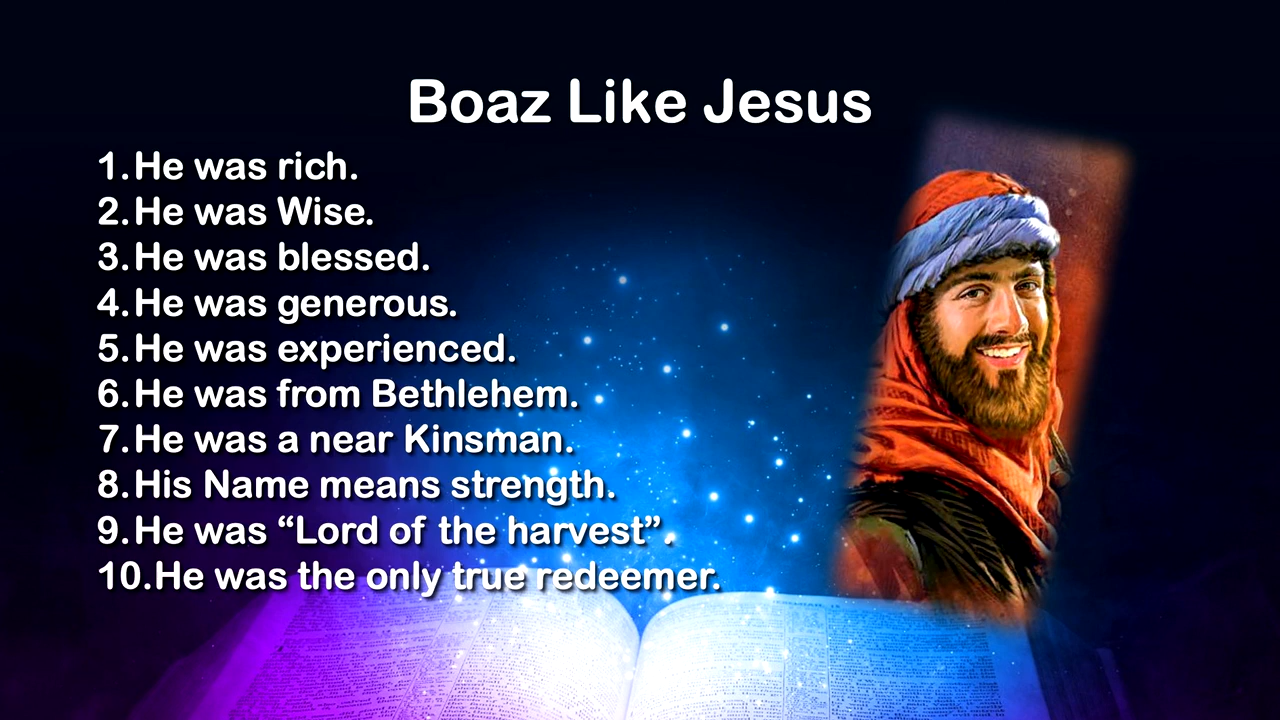 Boaz Like Jesus
1.He was rich.
2.He was Wise.
3.He was blessed.
4.He was generous.
5.He was experienced.
6.He was from Bethlehem.
7.He was a near Kinsman.
8.His Name means strength.
9.He was “Lord of the harvest”.
10.He was the only true redeemer.